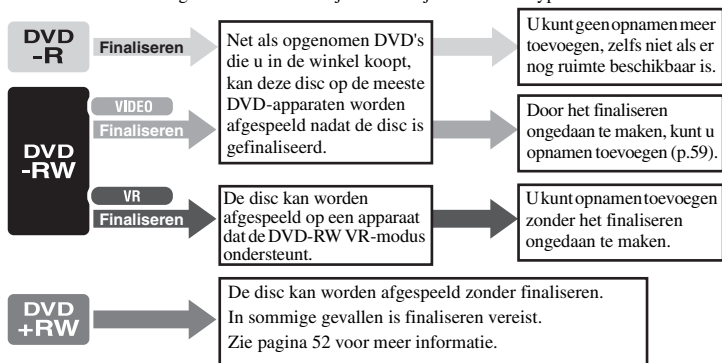 DVD
-R
Finaliseren
Net als opgenomen DVD's
die u in de winkel koopt,
kan deze disc op de meeste
DVD-apparaten worden
afgespeeld nadat de disc is
gefinaliseerd.
U kunt geen opnamen meer
toevoegen, zelfs niet als er
nog ruimte beschikbaar is.
DVD
-RW
VIDEO
Finaliseren
Door het finaliseren
ongedaan te maken, kunt u
opnamen toevoegen (p.59).
VR
Finaliseren
De disc kan worden
afgespeeld op een apparaat
dat de DVD-RW VR-modus
ondersteunt.
U kunt opnamen toevoegen
zonder het finaliseren
ongedaan te maken.
DVD
+RW
De disc kan worden afgespeeld zonder finaliseren.
In sommige gevallen is finaliseren vereist.
Zie pagina 52 voor meer informatie.